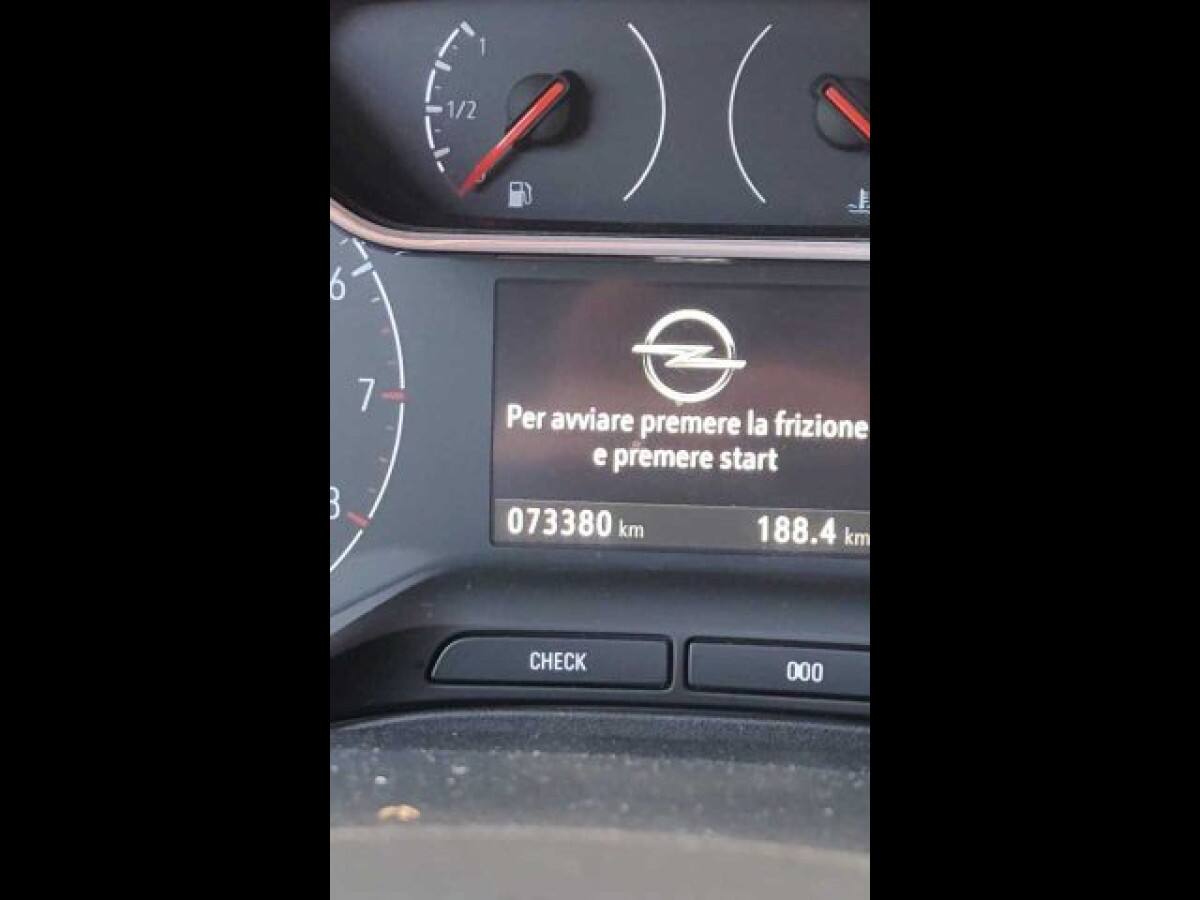 1
1/2
0
6
7
8
Per avviare premere la frizione
e premere start
073380 km 188.4 km
CHECK
000